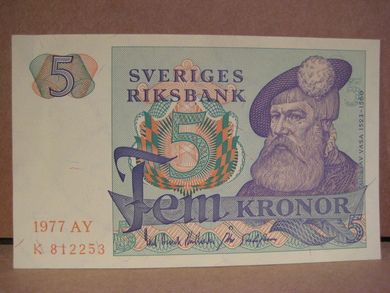 5
SVERIGES
RIKSBANK
5
Fem KRONOR
GUSTAV VASA 1523-1560
1977 AY
K 812253
5